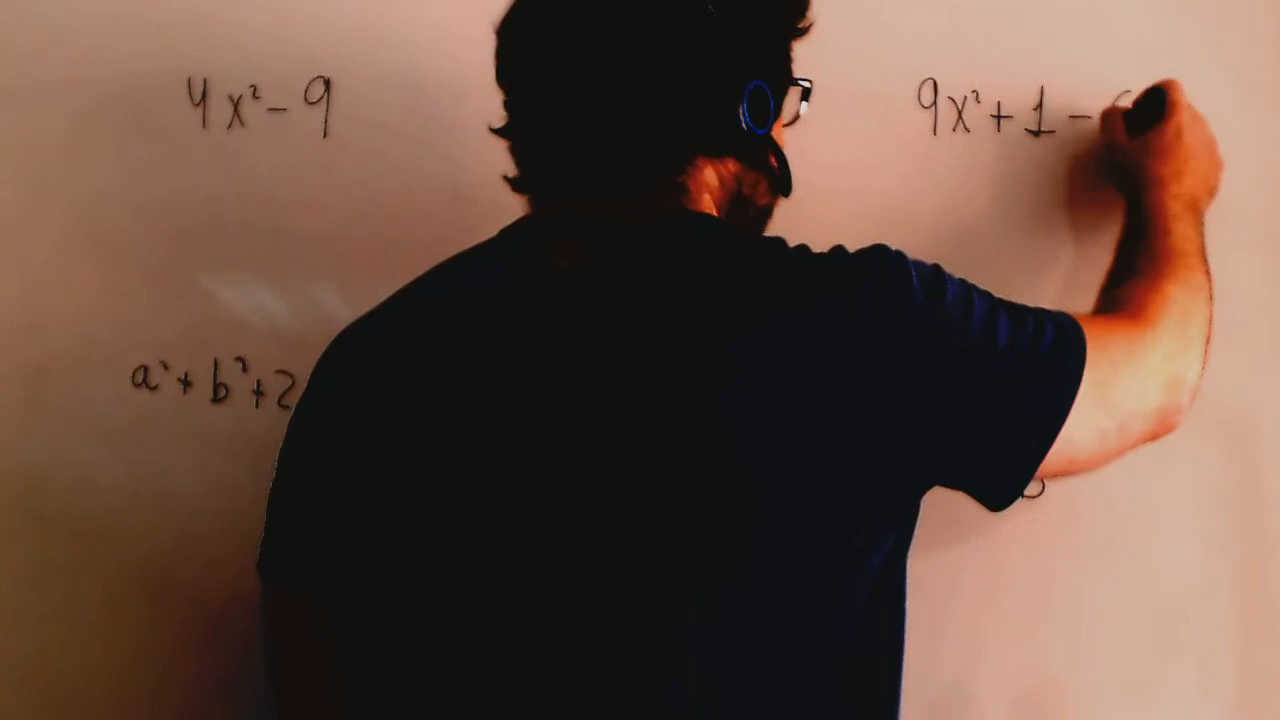 4x² - 9
9x² + 1 -
a² + b² + 2